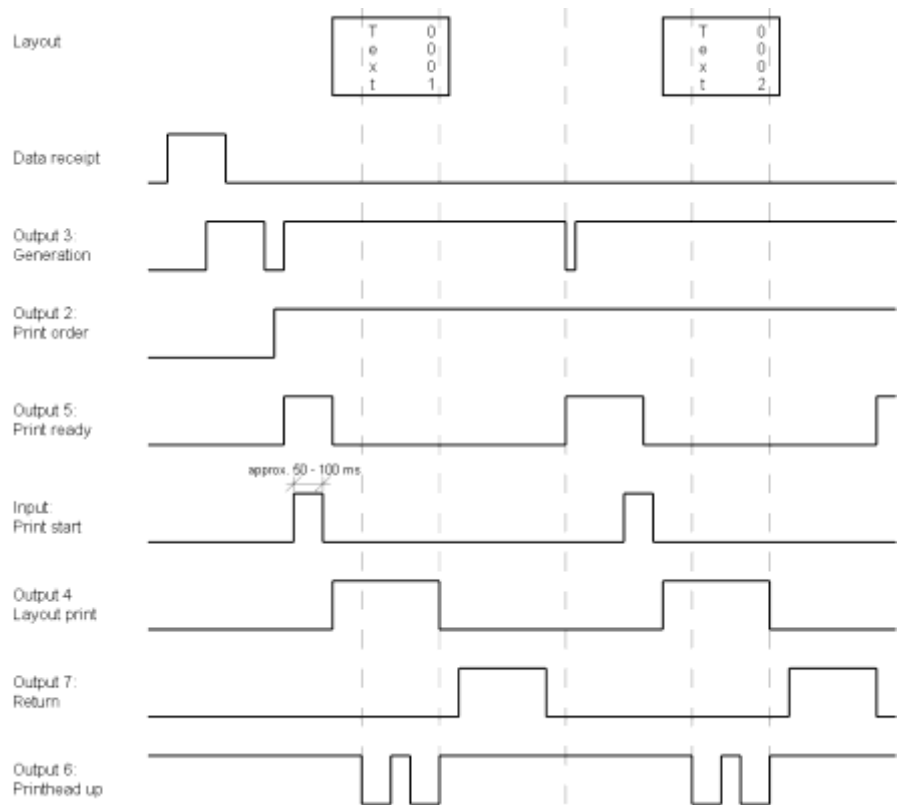 Layout
T 0
e 0
x 0
t 1
T 0
e 0
x 0
t 2
Data receipt
Output 3:
Generation
Output 2:
Print order
Output 5:
Print ready
approx. 50 - 100 ms
Input:
Print start
Output 4
Layout print
Output 7:
Return
Output 6:
Printhead up